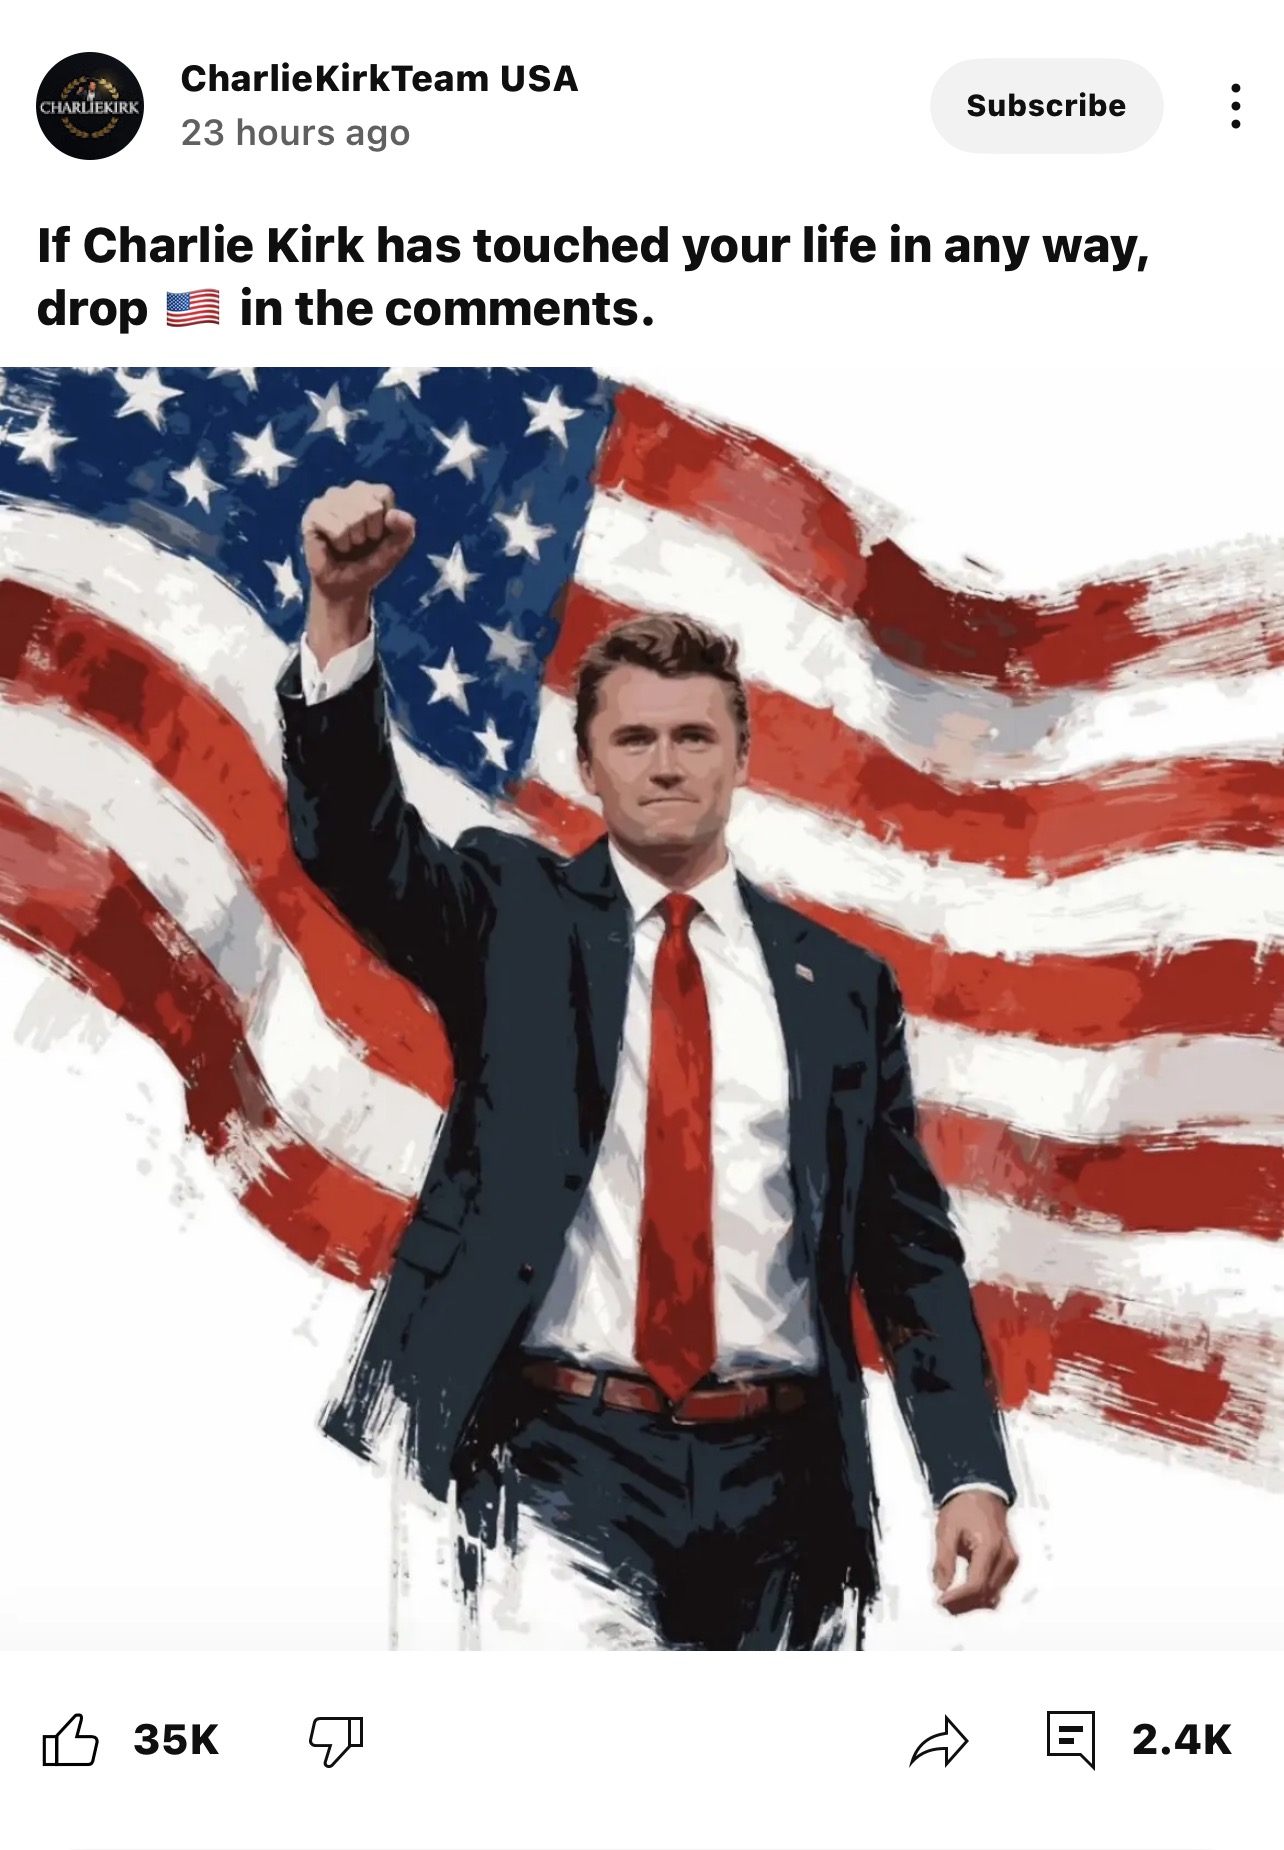 CHARLIEKIRK
CharlieKirkTeam USA
23 hours ago
Subscribe
If Charlie Kirk has touched your life in any way,
drop 🇺🇸 in the comments.
35K
2.4K